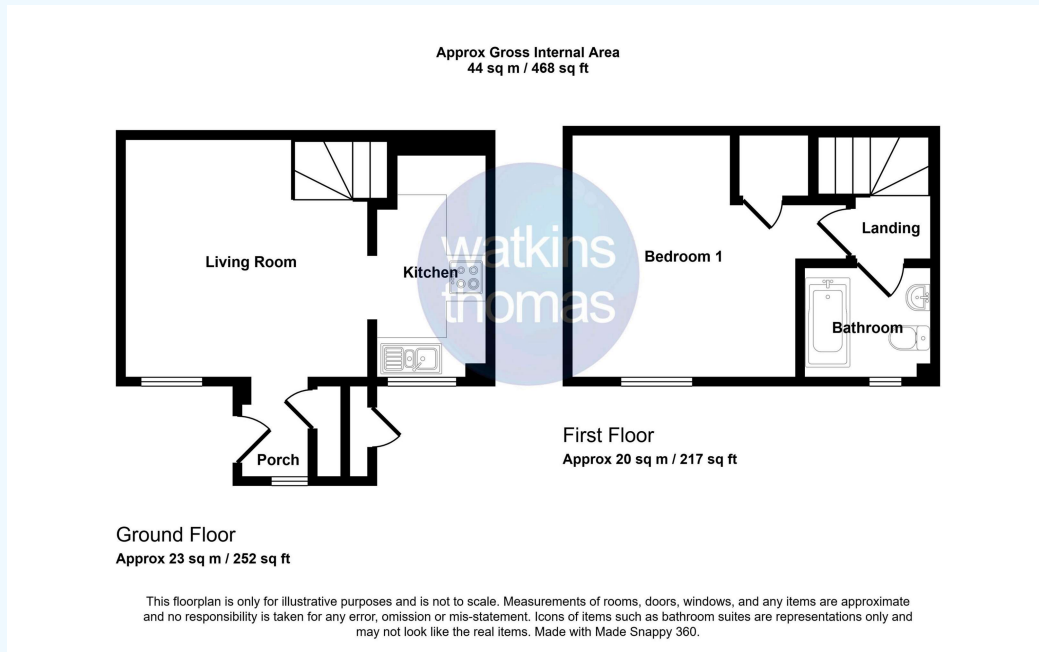 Approx Gross Internal Area
44 sq m / 468 sq ft
Living Room
Kitchen
Porch
Bedroom 1
Landing
Bathroom
watkins
thomas
Ground Floor
Approx 23 sq m / 252 sq ft
First Floor
Approx 20 sq m / 217 sq ft
This floorplan is only for illustrative purposes and is not to scale. Measurements of rooms, doors, windows, and any items are approximate
and no responsibility is taken for any error, omission or mis-statement. Icons of items such as bathroom suites are representations only and
may not look like the real items. Made with Made Snappy 360.